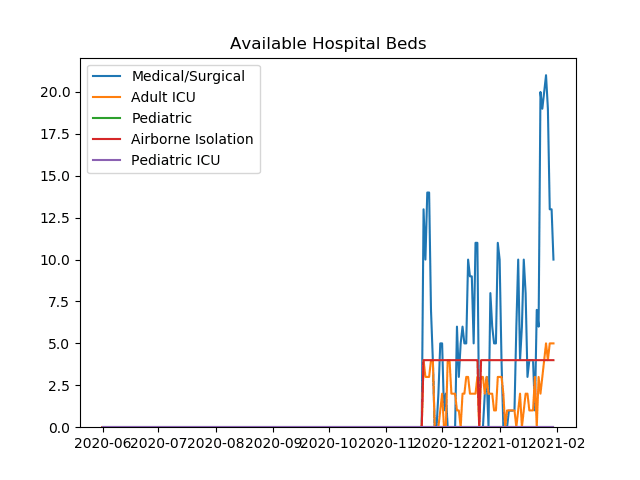 Available Hospital Beds
Medical/Surgical
Adult ICU
Pediatric
Airborne Isolation
Pediatric ICU
20.0
17.5
15.0
12.5
10.0
7.5
5.0
2.5
0.0
2020-06 2020-07 2020-08 2020-09 2020-10 2020-11 2020-12 2021-01 2021-02